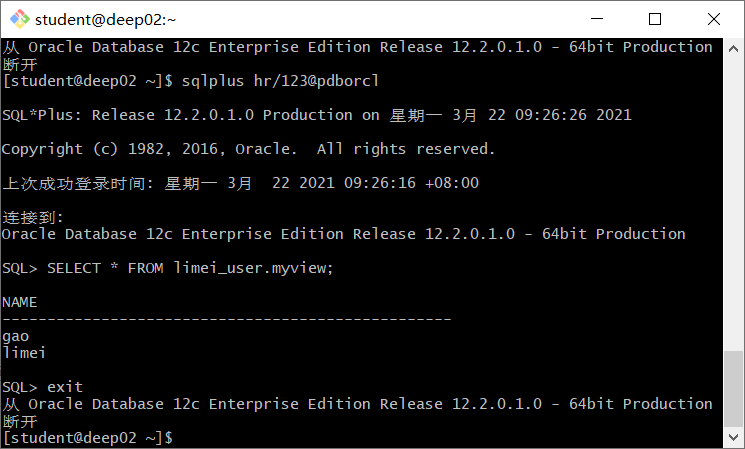 student@deep02:~
从 Oracle Database 12c Enterprise Edition Release 12.2.0.1.0 - 64bit Production
断开
[student@deep02 ~]$ sqlplus hr/123@pdborcl
SQL*Plus: Release 12.2.0.1.0 Production on 星期一 3月 22 09:26:26 2021
Copyright (c) 1982, 2016, Oracle.  All rights reserved.
上次成功登录时间: 星期一 3月  22 2021 09:26:16 +08:00
连接到:
Oracle Database 12c Enterprise Edition Release 12.2.0.1.0 - 64bit Production
SQL> SELECT * FROM limei_user.myview;
NAME
--------------------------------------------------
gao
limei
SQL> exit
从 Oracle Database 12c Enterprise Edition Release 12.2.0.1.0 - 64bit Production
断开
[student@deep02 ~]$